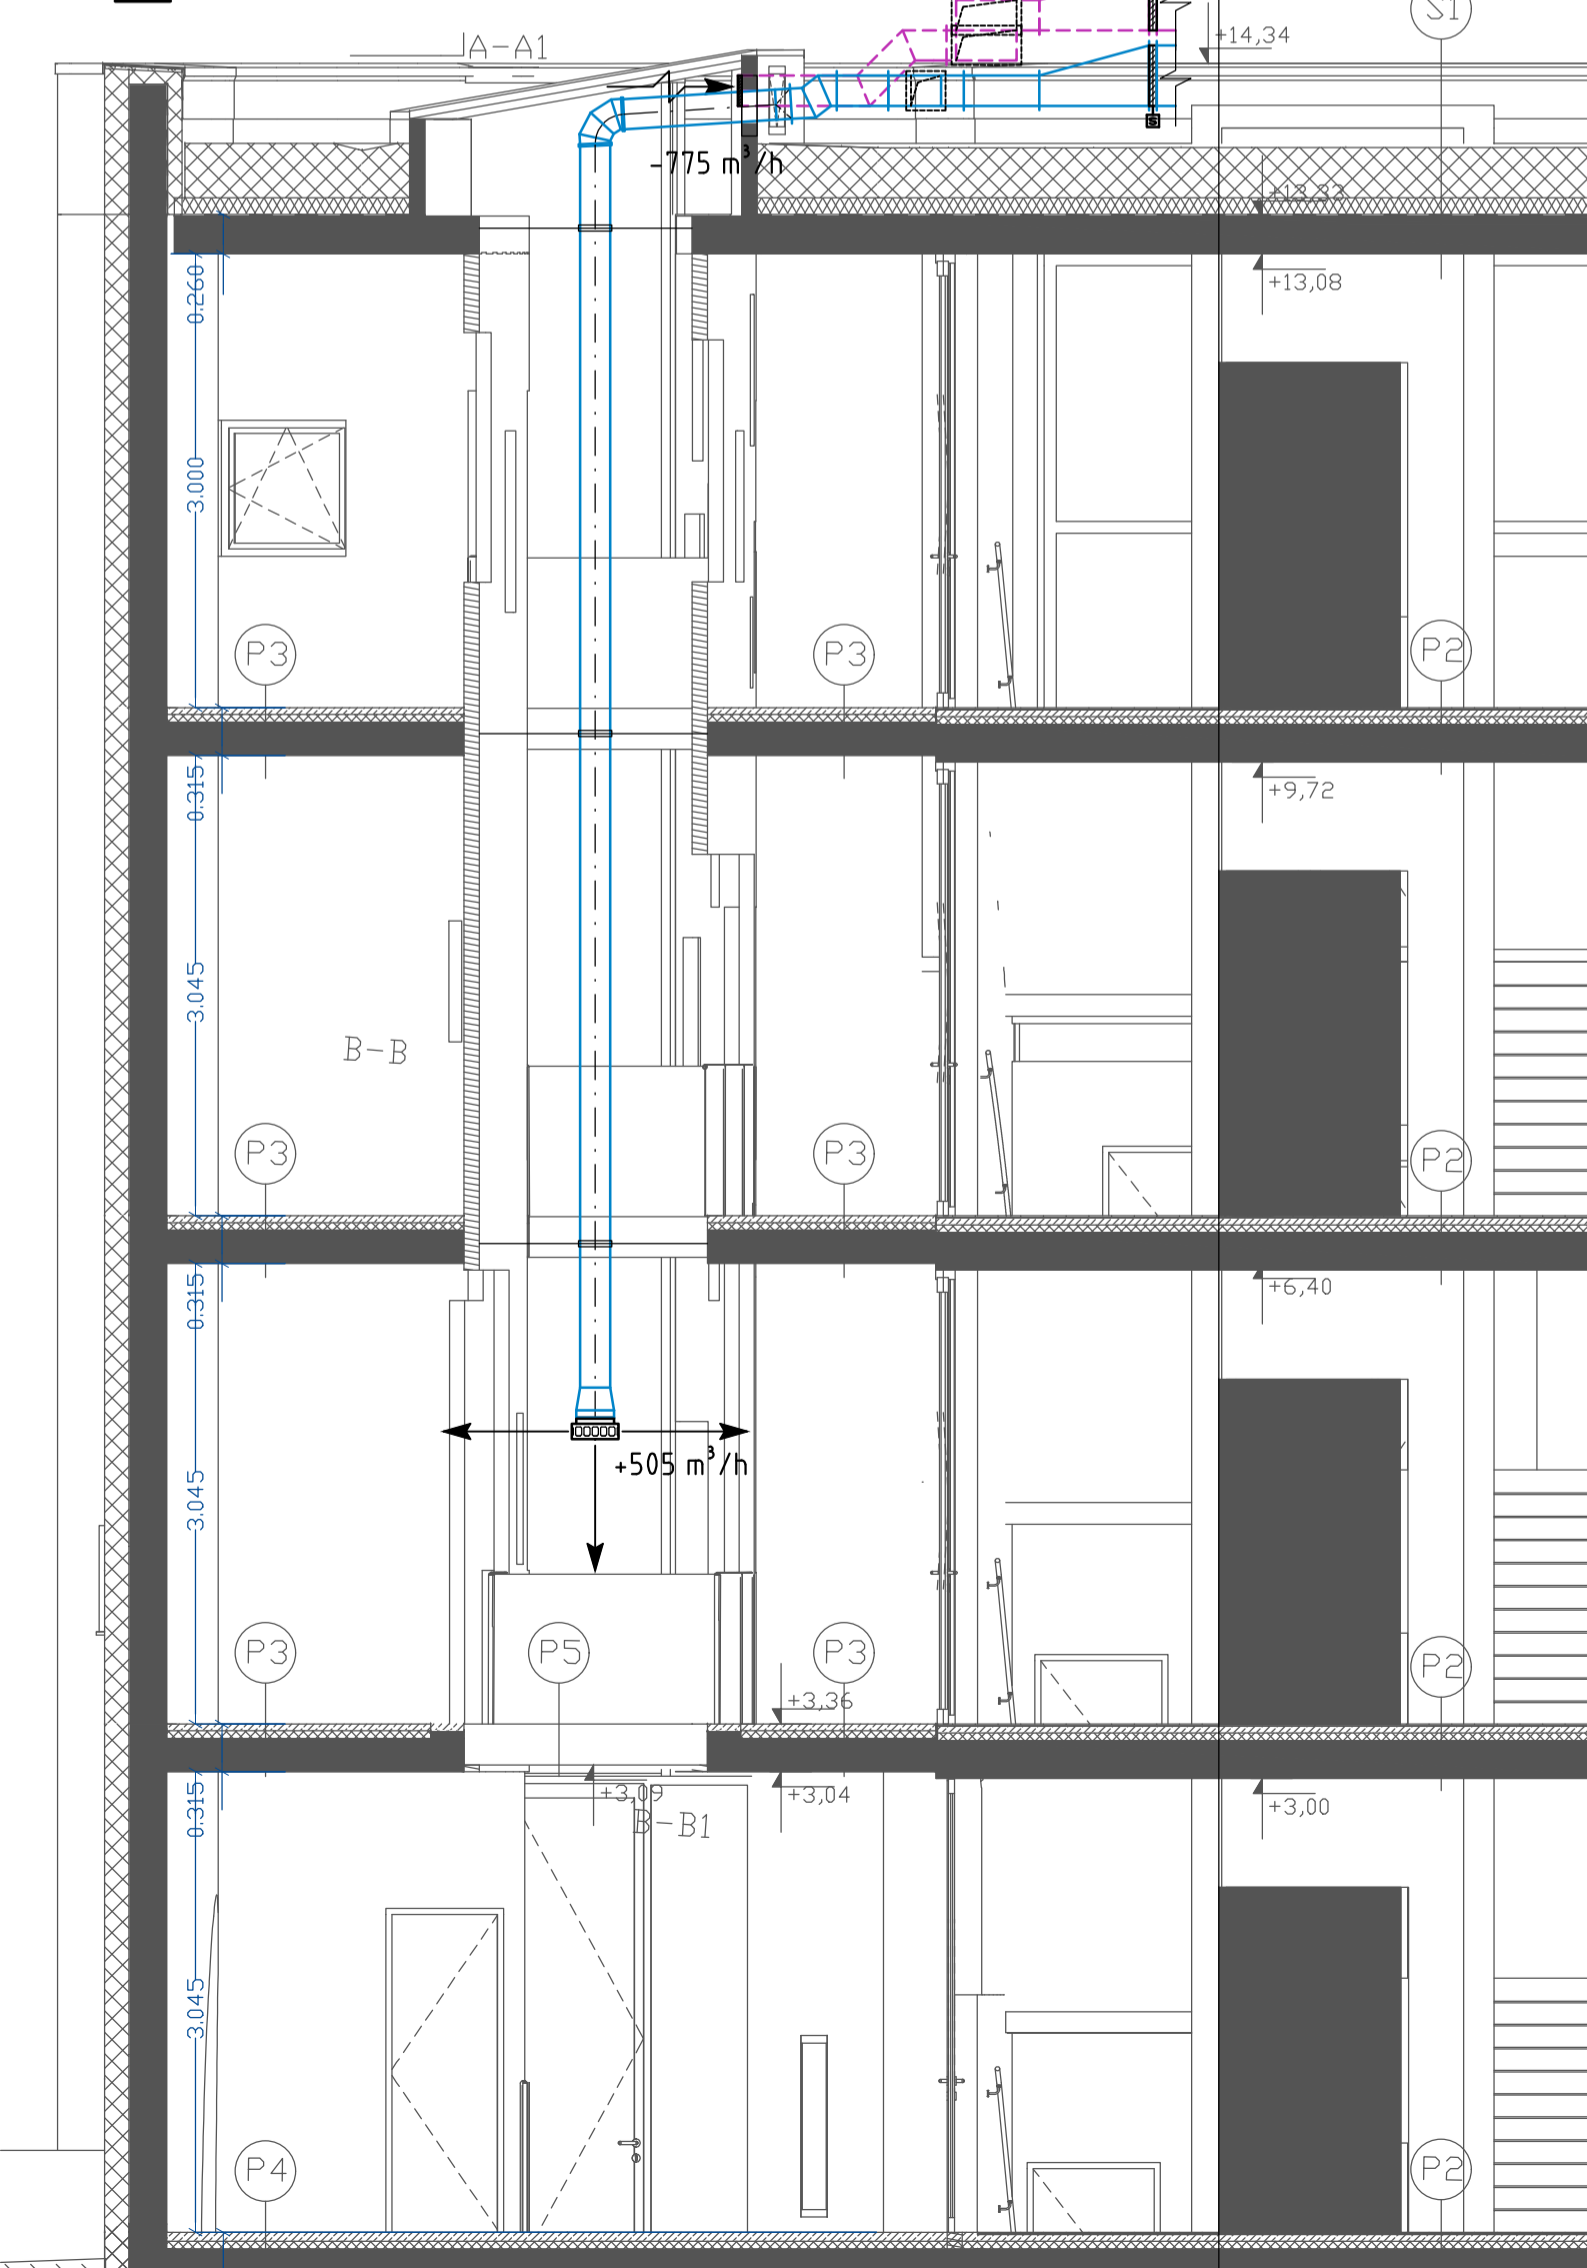 S1
A-A1
+14,34
-775 m³/h
+13,33
0.260
+13,08
3.000
P3
P3
P2
0.315
+9,72
3.045
B-B
P3
P3
P2
0.315
+6,40
+505 m³/h
3.045
P3
P5
P3
P2
+3,36
0.315
+3,09
+3,04
+3,00
B-B1
3.045
P4
P2